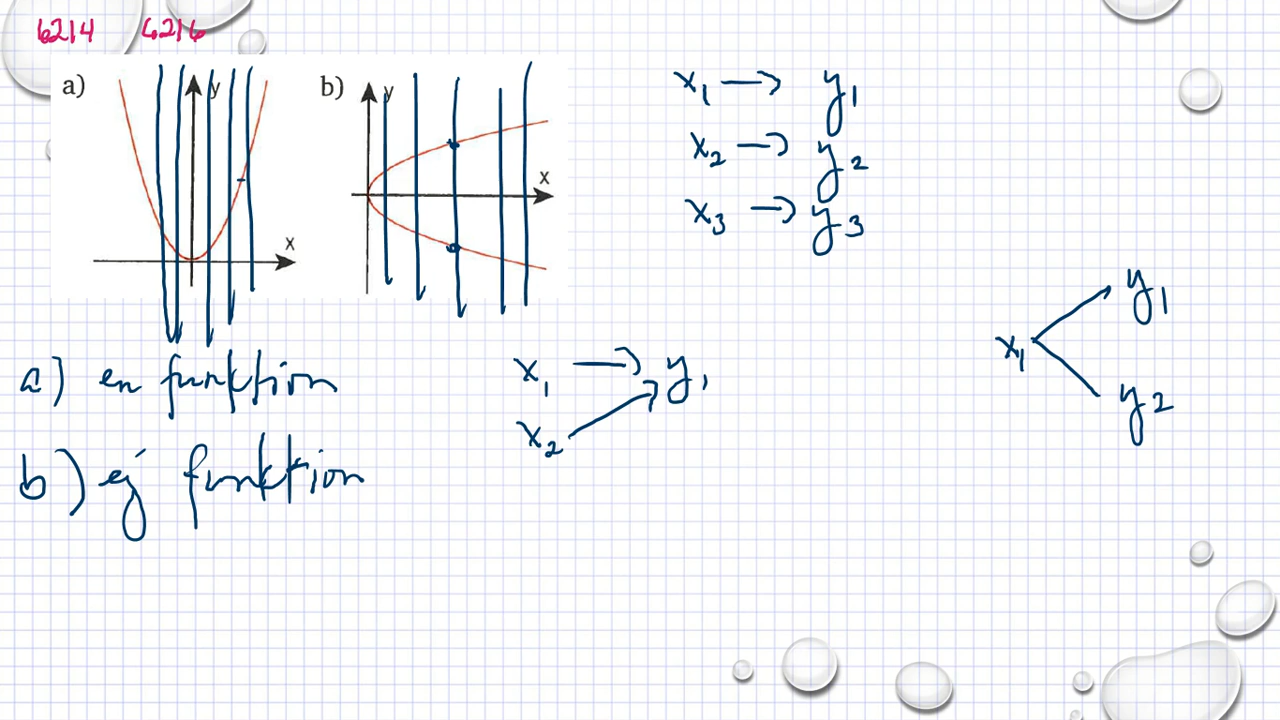 6214 6216
a) y x
b) y x
x₁ → y₁
x₂ → y₂
x₃ → y₃
a) en funktion
b) ej funktion
x₁ → y₁
x₂
x₁ y₁
y₂